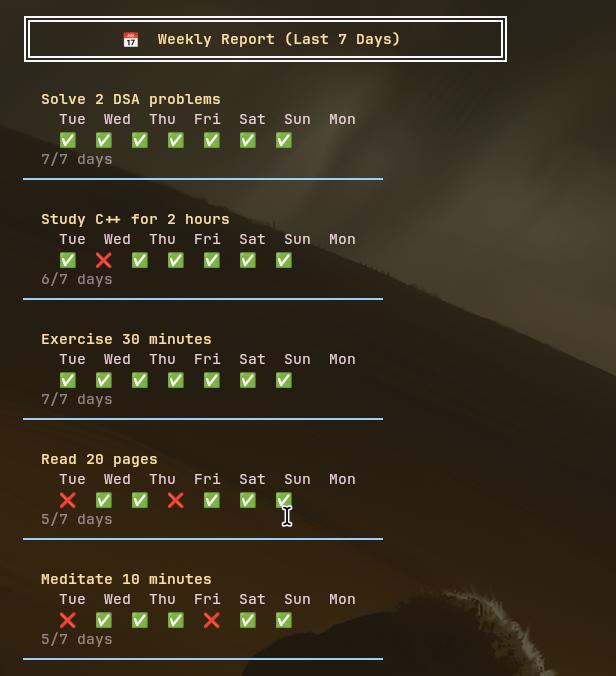 📅 Weekly Report (Last 7 Days)
Solve 2 DSA problems
Tue Wed Thu Fri Sat Sun Mon
✅ ✅ ✅ ✅ ✅ ✅ ✅
7/7 days
Study C++ for 2 hours
Tue Wed Thu Fri Sat Sun Mon
✅ ❌ ✅ ✅ ✅ ✅ ✅
6/7 days
Exercise 30 minutes
Tue Wed Thu Fri Sat Sun Mon
✅ ✅ ✅ ✅ ✅ ✅ ✅
7/7 days
Read 20 pages
Tue Wed Thu Fri Sat Sun Mon
❌ ✅ ✅ ❌ ✅ ✅ ✅
5/7 days
Meditate 10 minutes
Tue Wed Thu Fri Sat Sun Mon
❌ ✅ ✅ ✅ ❌ ✅ ✅
5/7 days